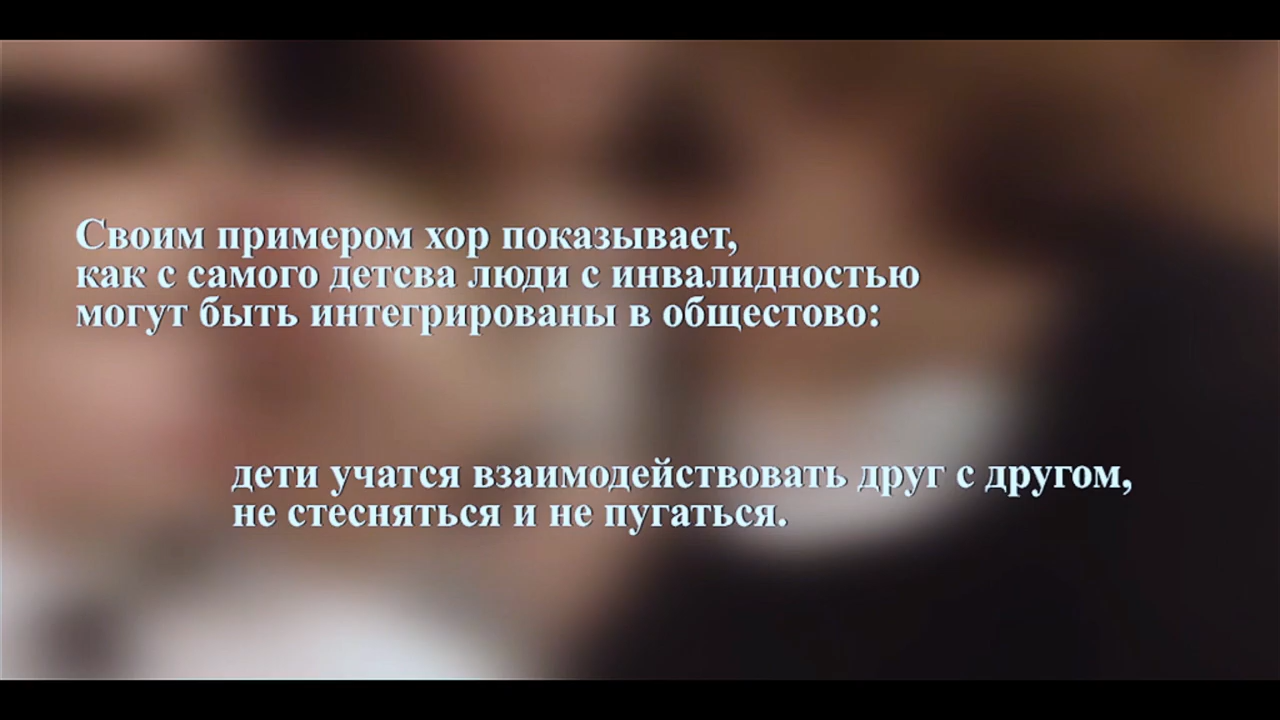 Своим примером хор показывает,
как с самого детсва люди с инвалидностью
могут быть интегрированы в общестово:
дети учатся взаимодействовать друг с другом,
не стесняться и не пугаться.